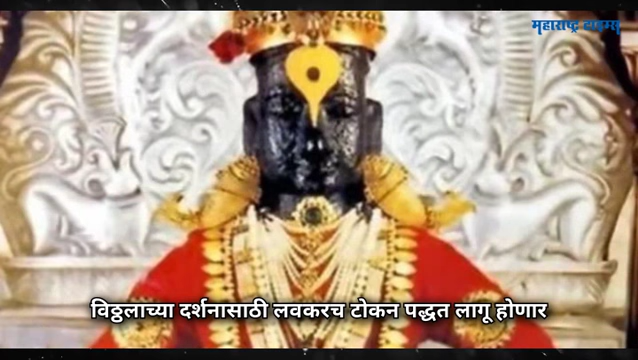 महाराष्ट्र टाइम्स
विठ्ठलाच्या दर्शनासाठी लवकरच टोकन पद्धत लागू होणार